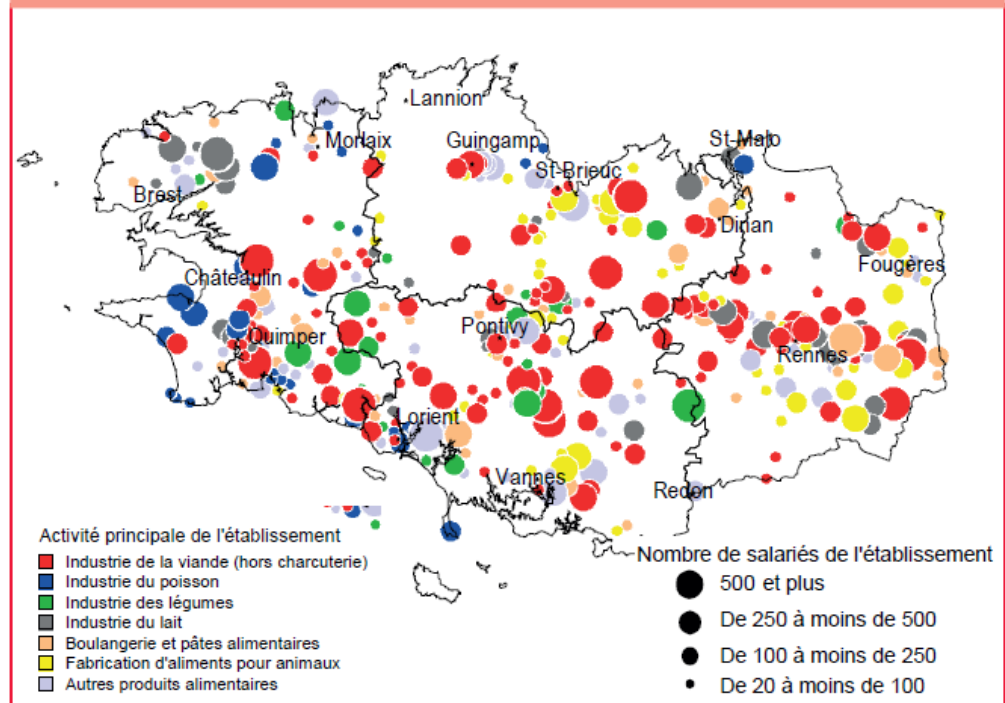 Lannion
Morlaix
Guingamp
St-Malo
St-Brieuc
Brest
Dinan
Fougères
Châteaulin
Pontivy
Quimper
Rennes
Lorient
Vannes
Redon
Activité principale de l'établissement
Industrie de la viande (hors charcuterie)
Industrie du poisson
Industrie des légumes
Industrie du lait
Boulangerie et pâtes alimentaires
Fabrication d'aliments pour animaux
Autres produits alimentaires
Nombre de salariés de l'établissement
500 et plus
De 250 à moins de 500
De 100 à moins de 250
De 20 à moins de 100